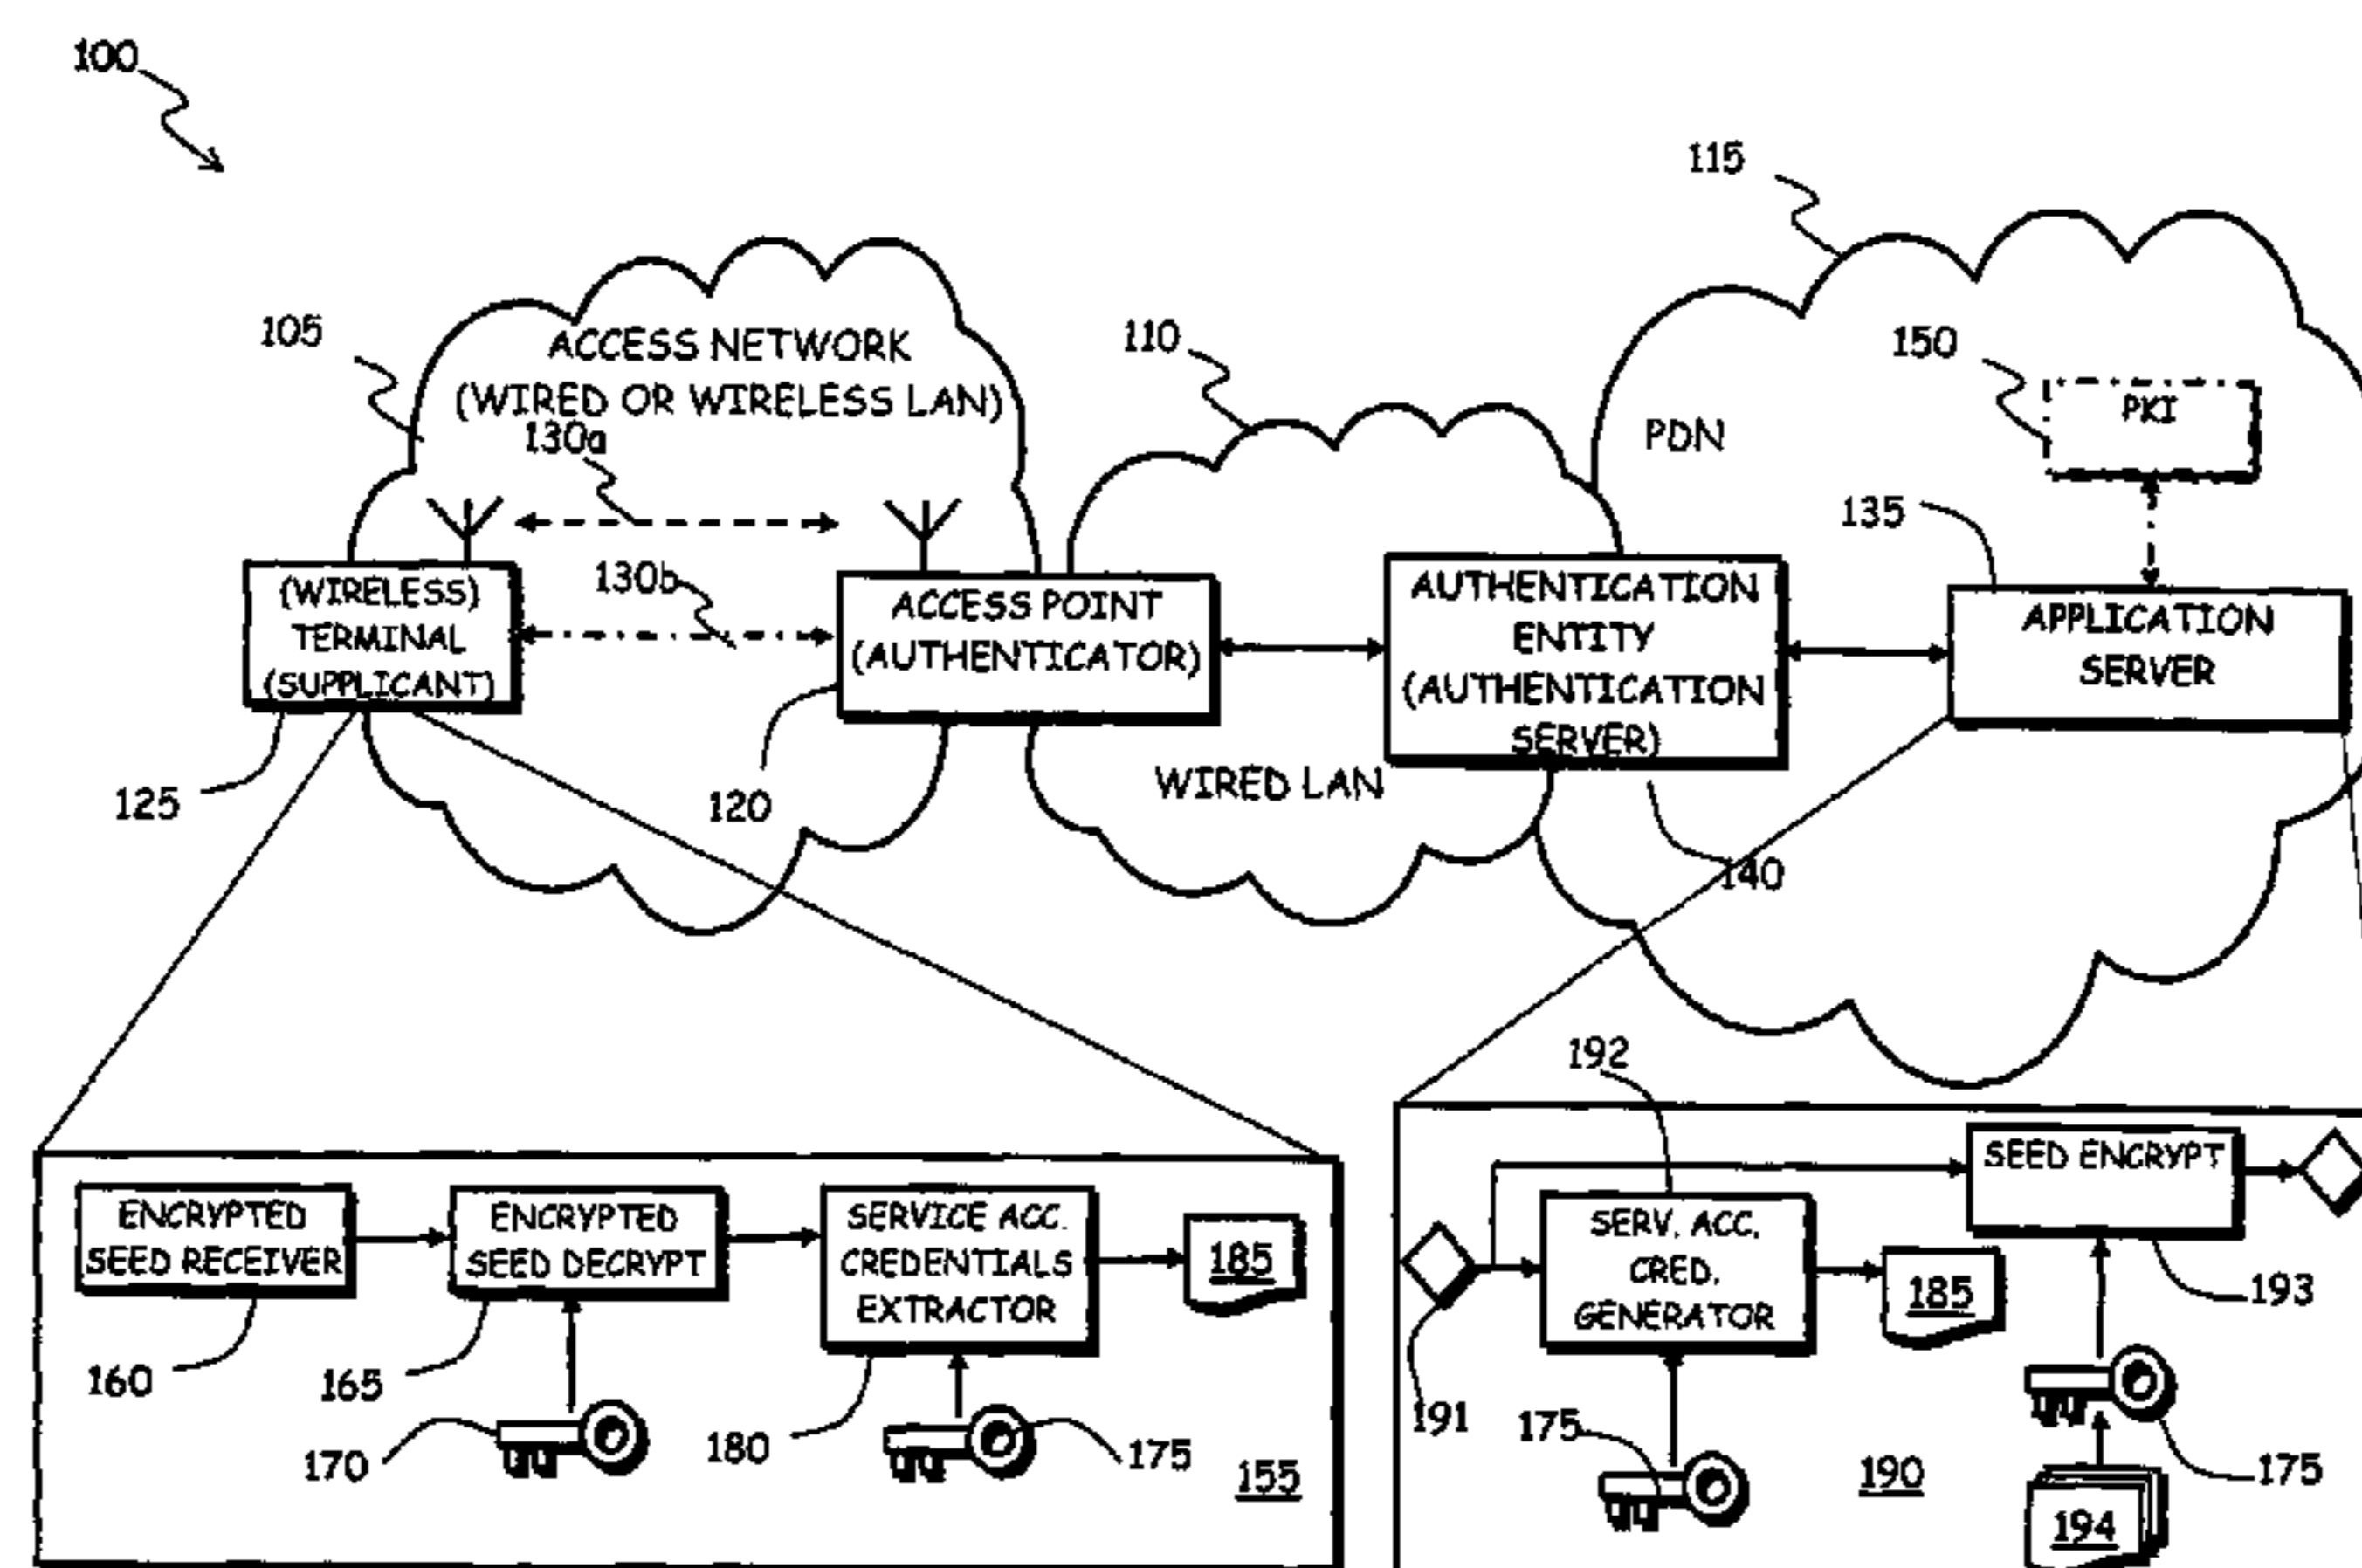 100
115
105
ACCESS NETWORK
(WIRED OR WIRELESS LAN)
110
150
PKI
130a
PDN
135
130b
(WIRELESS)
TERMINAL
(SUPPLICANT)
ACCESS POINT
(AUTHENTICATOR)
AUTHENTICATION
ENTITY
(AUTHENTICATION
SERVER)
APPLICATION
SERVER
125
120
WIRED LAN
140
192
ENCRYPTED
SEED RECEIVER
ENCRYPTED
SEED DECRYPT
SERVICE ACC.
CREDENTIALS
EXTRACTOR
185
SERV. ACC.
CRED.
GENERATOR
185
SEED ENCRYPT
193
160
165
170
180
175
155
191
175
190
175
194